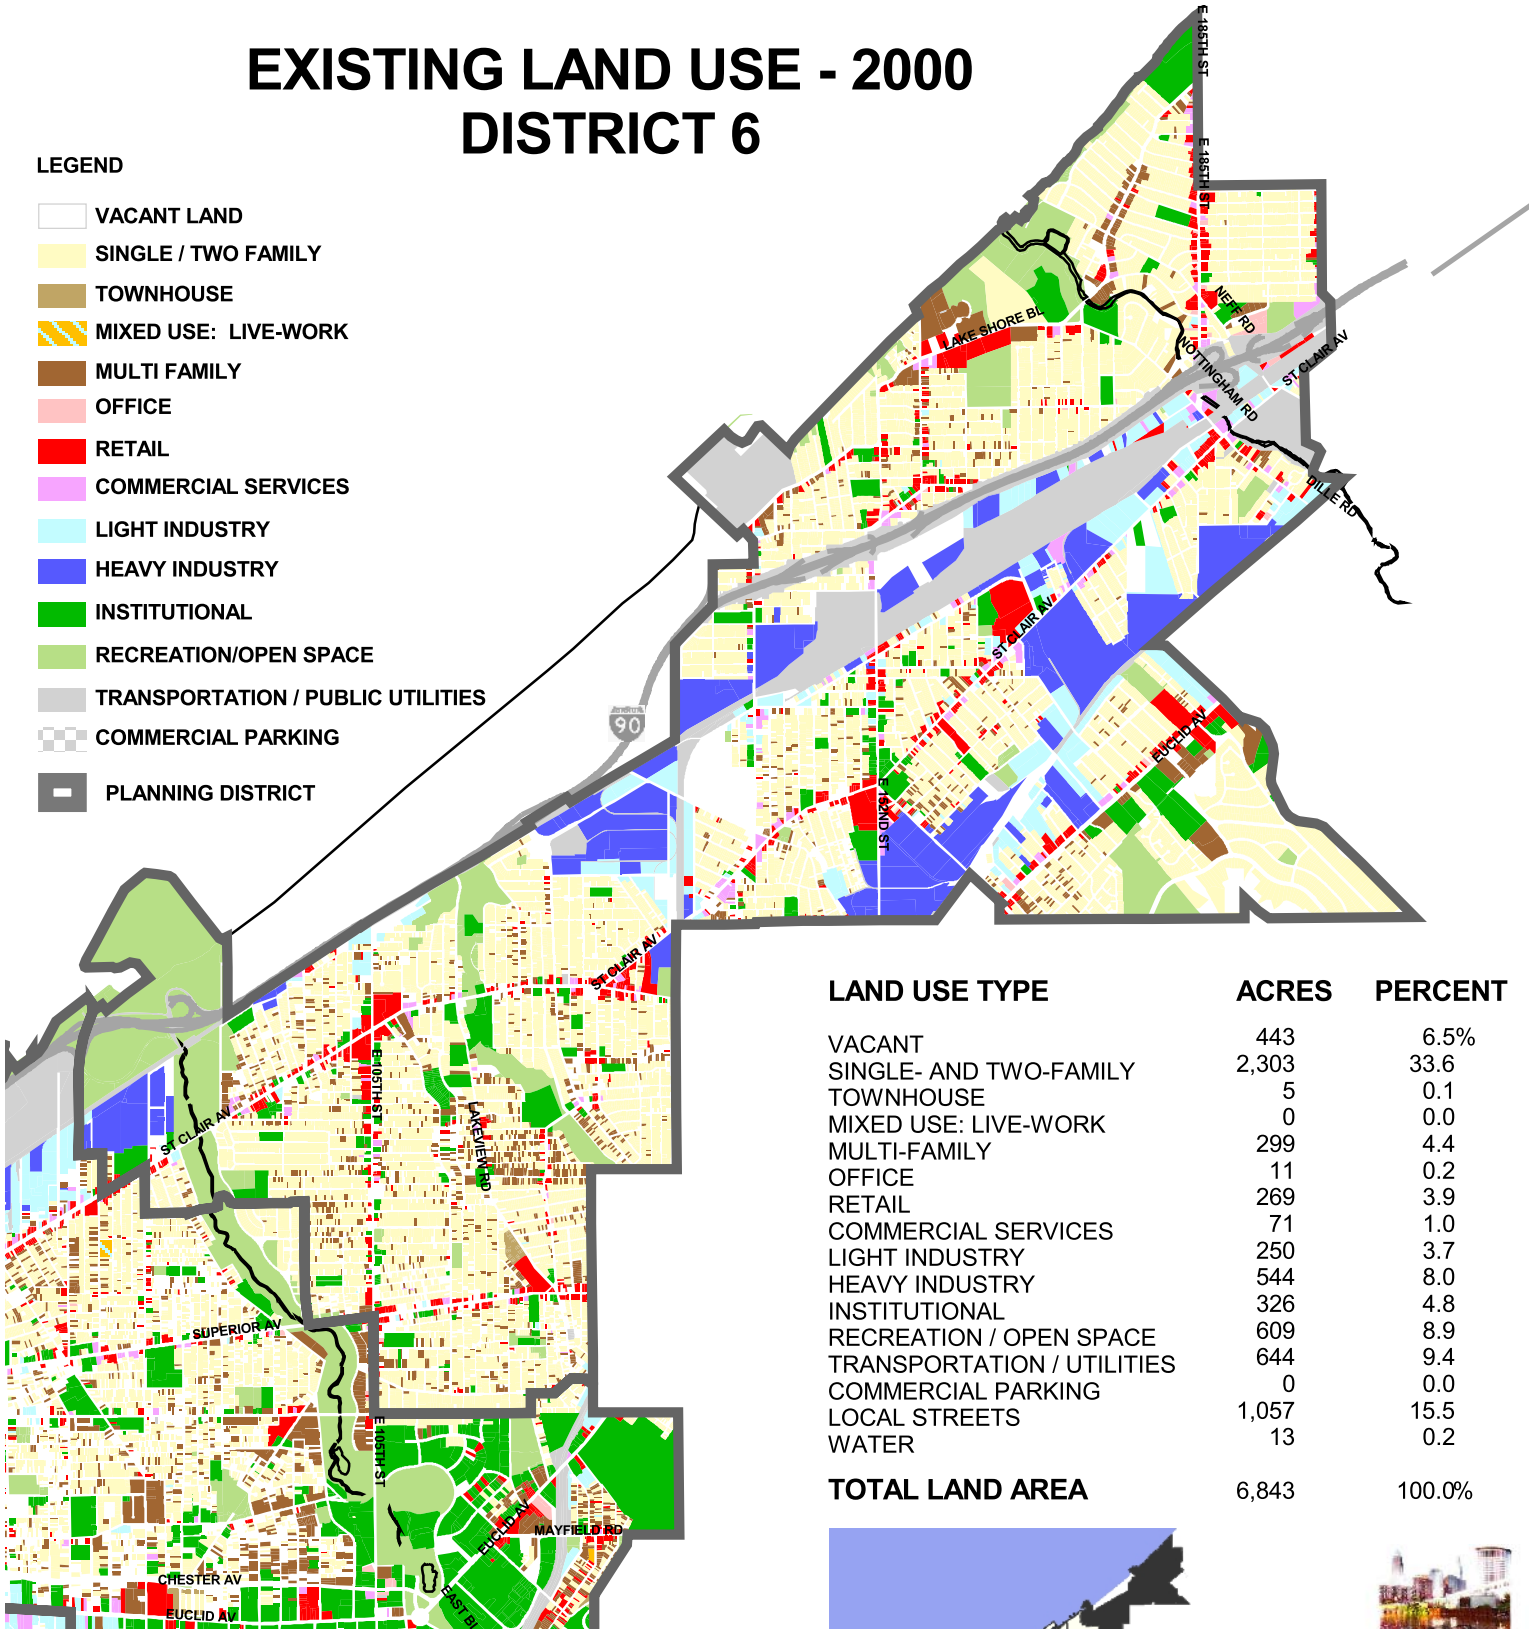 EXISTING LAND USE - 2000
DISTRICT 6
LEGEND
VACANT LAND
SINGLE / TWO FAMILY
TOWNHOUSE
MIXED USE: LIVE-WORK
MULTI FAMILY
OFFICE
RETAIL
COMMERCIAL SERVICES
LIGHT INDUSTRY
HEAVY INDUSTRY
INSTITUTIONAL
RECREATION/OPEN SPACE
TRANSPORTATION / PUBLIC UTILITIES
COMMERCIAL PARKING
PLANNING DISTRICT
E 185TH ST
E 185TH ST
NEFF RD
LAKE SHORE BL
NOTTINGHAM RD
ST CLAIR AV
DILLE RD
ST CLAIR AV
90
EUCLID AV
E 152ND ST
ST CLAIR AV
E 105TH ST
LAKEVIEW RD
ST CLAIR AV
SUPERIOR AV
E 105TH ST
EUCLID AV
MAYFIELD RD
CHESTER AV
EAST BL
EUCLID AV
LAND USE TYPE ACRES PERCENT
VACANT 443 6.5%
SINGLE- AND TWO-FAMILY 2,303 33.6
TOWNHOUSE 5 0.1
MIXED USE: LIVE-WORK 0 0.0
MULTI-FAMILY 299 4.4
OFFICE 11 0.2
RETAIL 269 3.9
COMMERCIAL SERVICES 71 1.0
LIGHT INDUSTRY 250 3.7
HEAVY INDUSTRY 544 8.0
INSTITUTIONAL 326 4.8
RECREATION / OPEN SPACE 609 8.9
TRANSPORTATION / UTILITIES 644 9.4
COMMERCIAL PARKING 0 0.0
LOCAL STREETS 1,057 15.5
WATER 13 0.2
TOTAL LAND AREA 6,843 100.0%